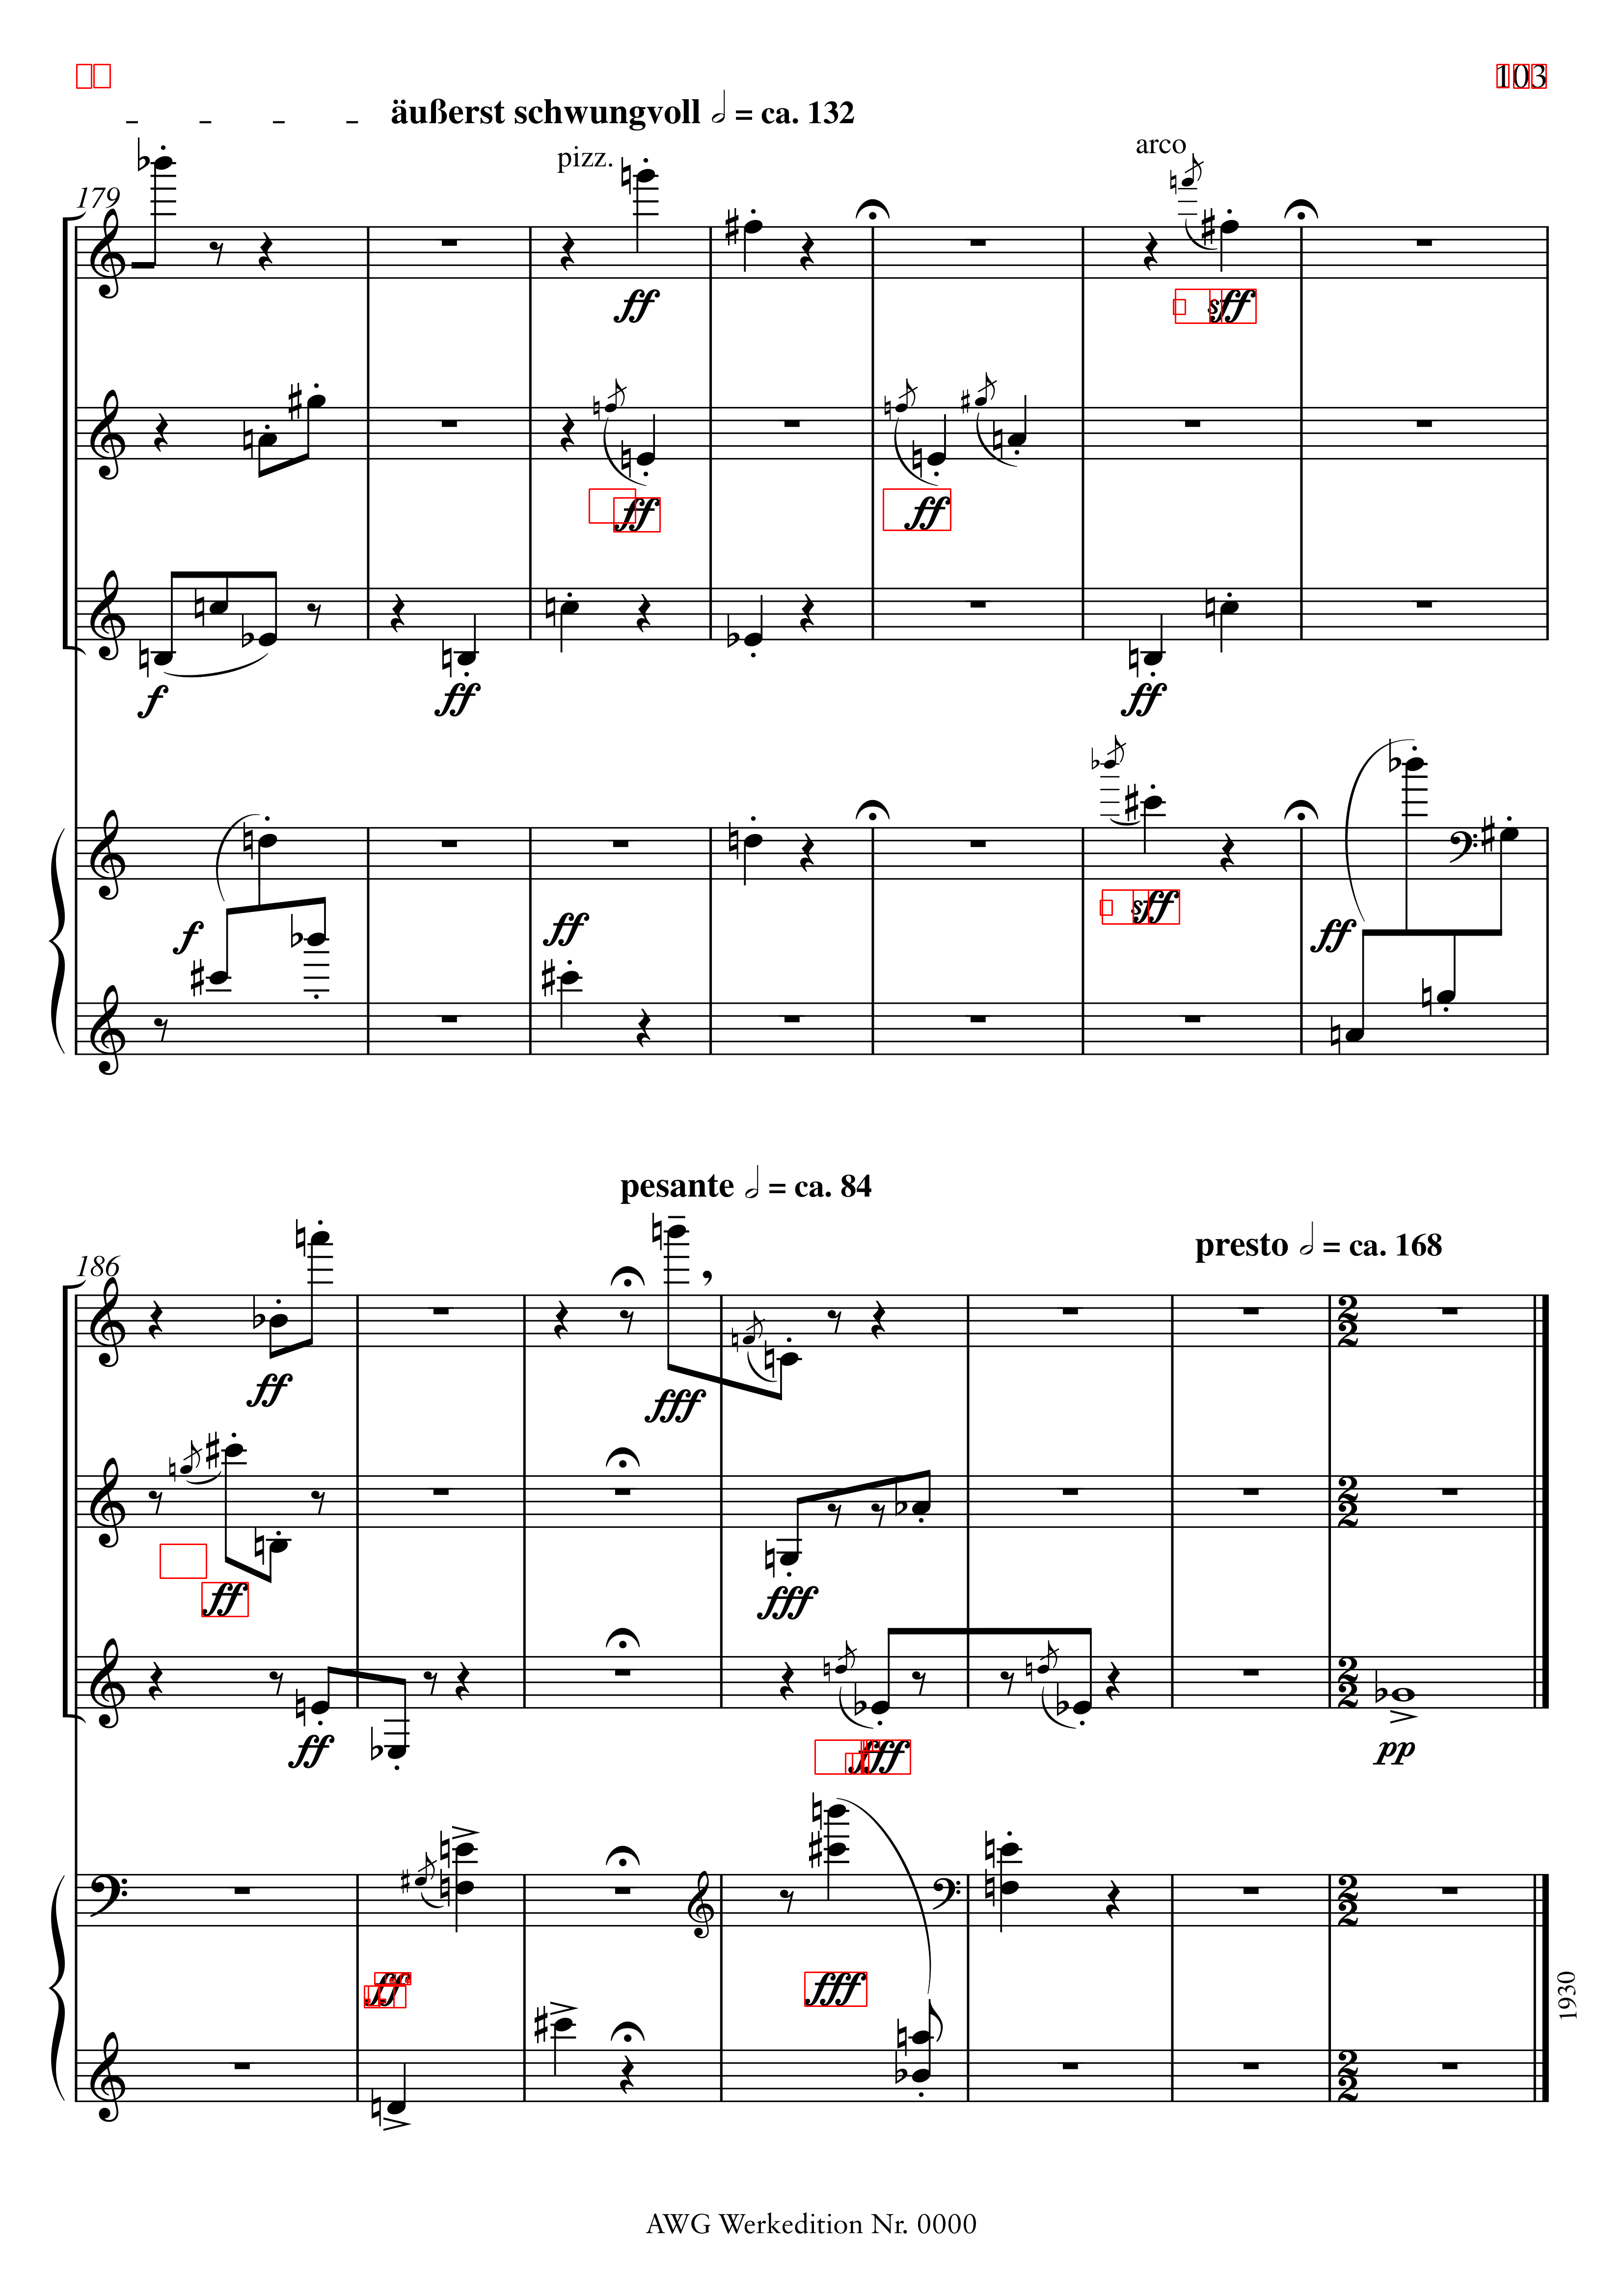 103
äußerst schwungvoll 𝅗𝅥 = ca. 132
pizz.
arco
179
ff
sff
ff
ff
f
ff
ff
f
ff
sff
ff
pesante 𝅗𝅥 = ca. 84
presto 𝅗𝅥 = ca. 168
186
ff
fff
ff
fff
ff
fff
pp
ff
fff
1930
AWG Werkedition Nr. 0000